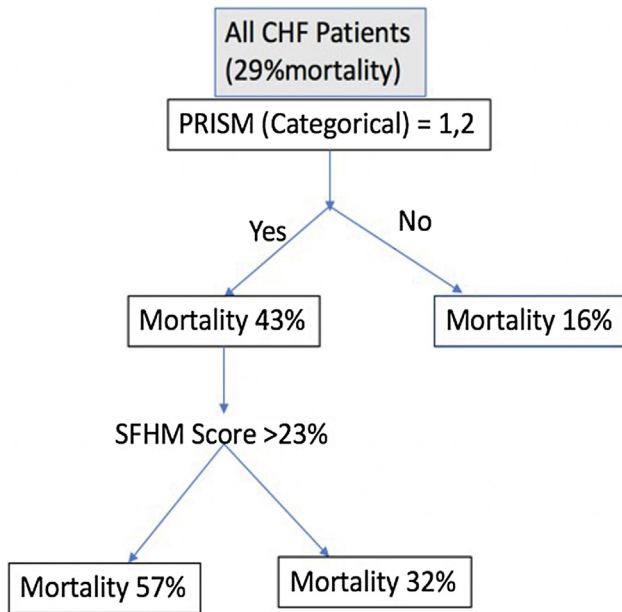 All CHF Patients
(29%mortality)
PRISM (Categorical) = 1,2
Yes
No
Mortality 43%
Mortality 16%
SFHM Score >23%
Mortality 57%
Mortality 32%